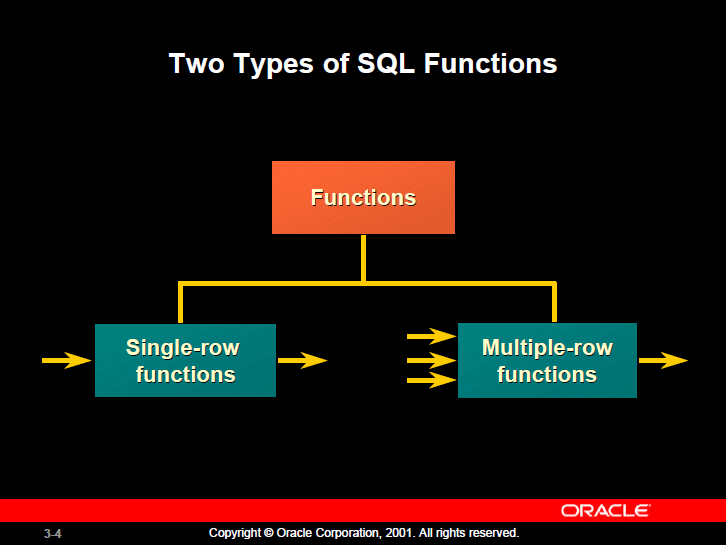 Two Types of SQL Functions
Functions
Single-row
functions
Multiple-row
functions
ORACLE
3-4
Copyright © Oracle Corporation, 2001. All rights reserved.